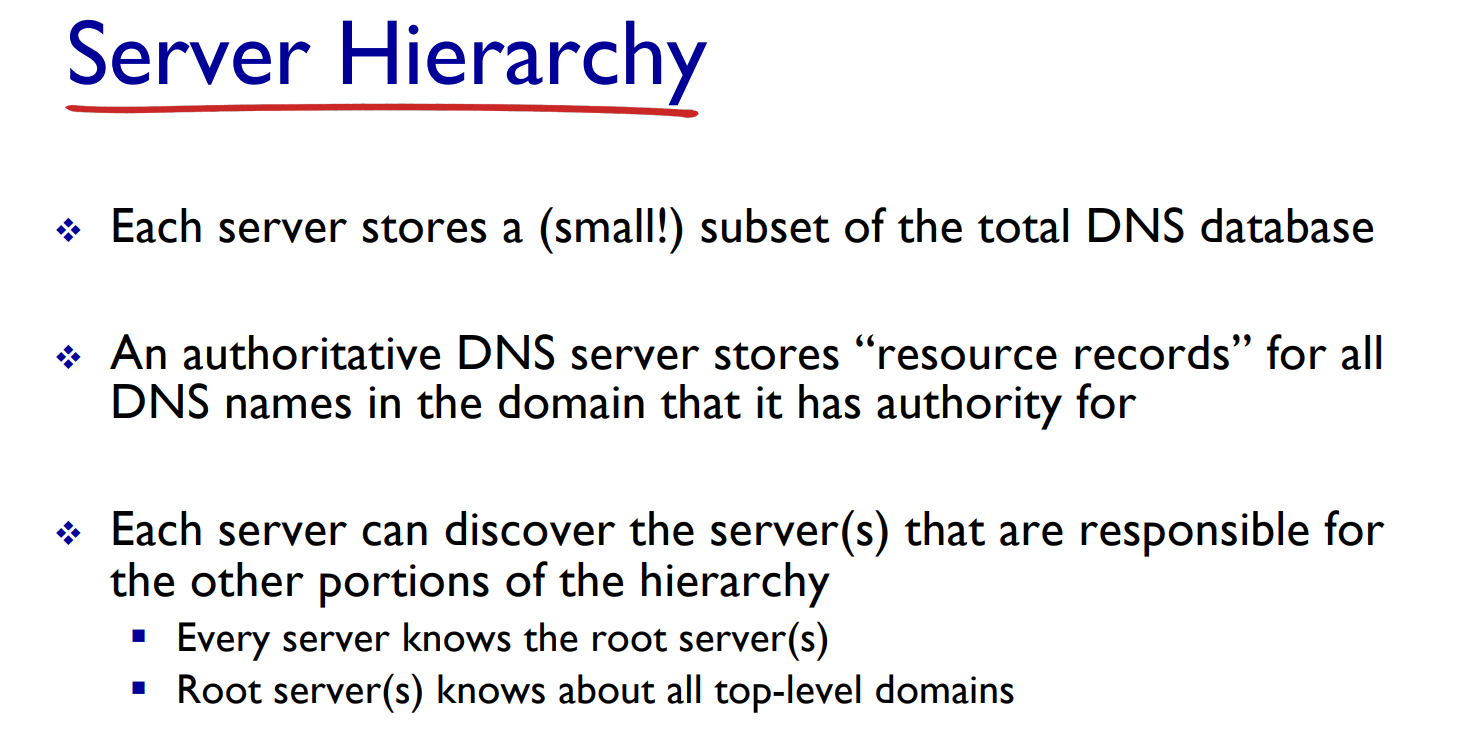 Server Hierarchy
Each server stores a (small!) subset of the total DNS database
An authoritative DNS server stores “resource records” for all
DNS names in the domain that it has authority for
Each server can discover the server(s) that are responsible for
the other portions of the hierarchy
Every server knows the root server(s)
Root server(s) knows about all top-level domains